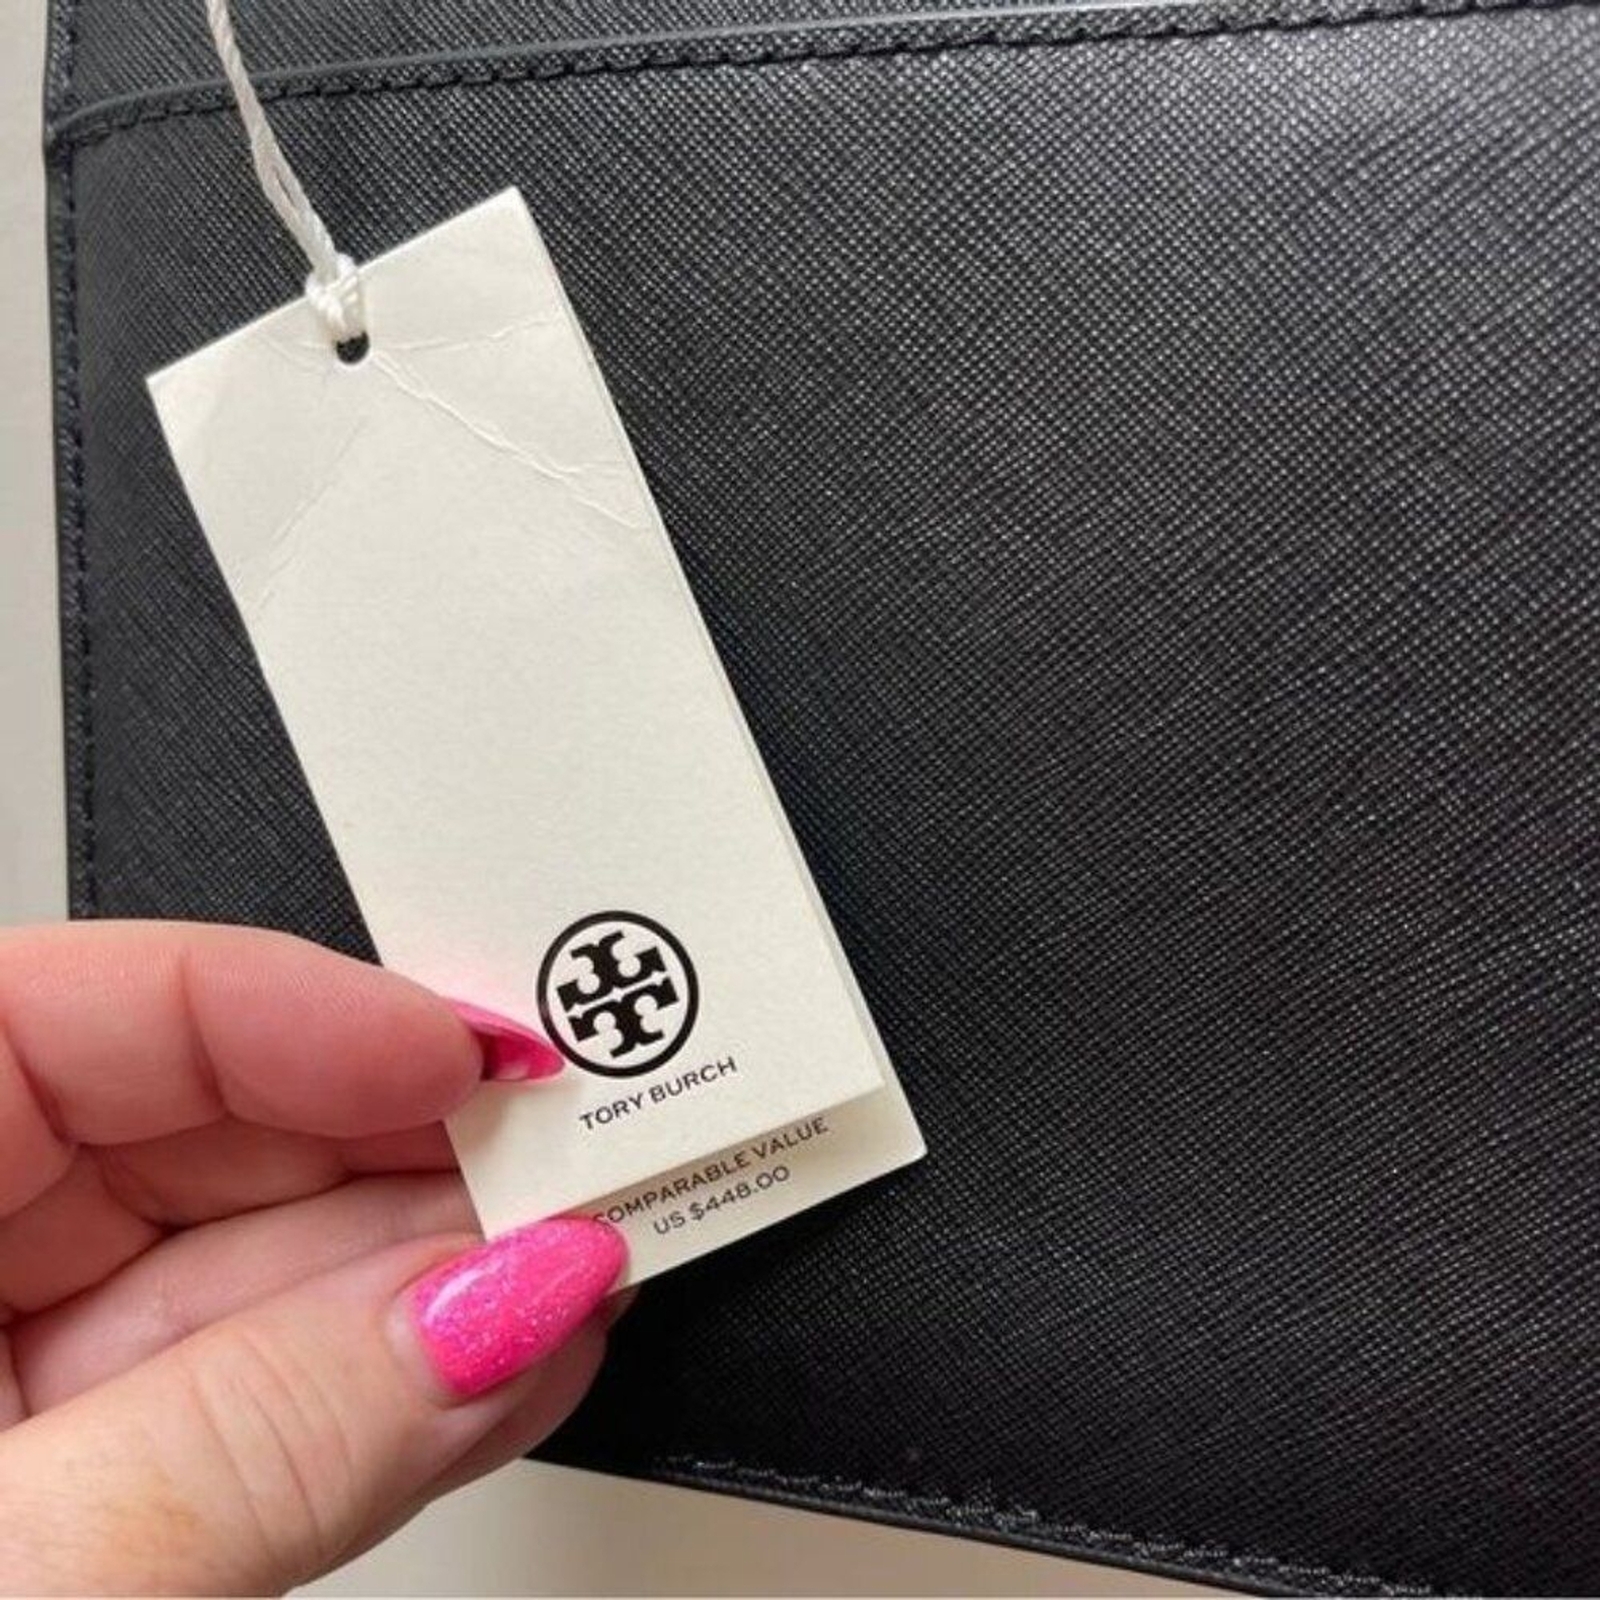 TORY BURCH
COMPARABLE VALUE
US $448.00